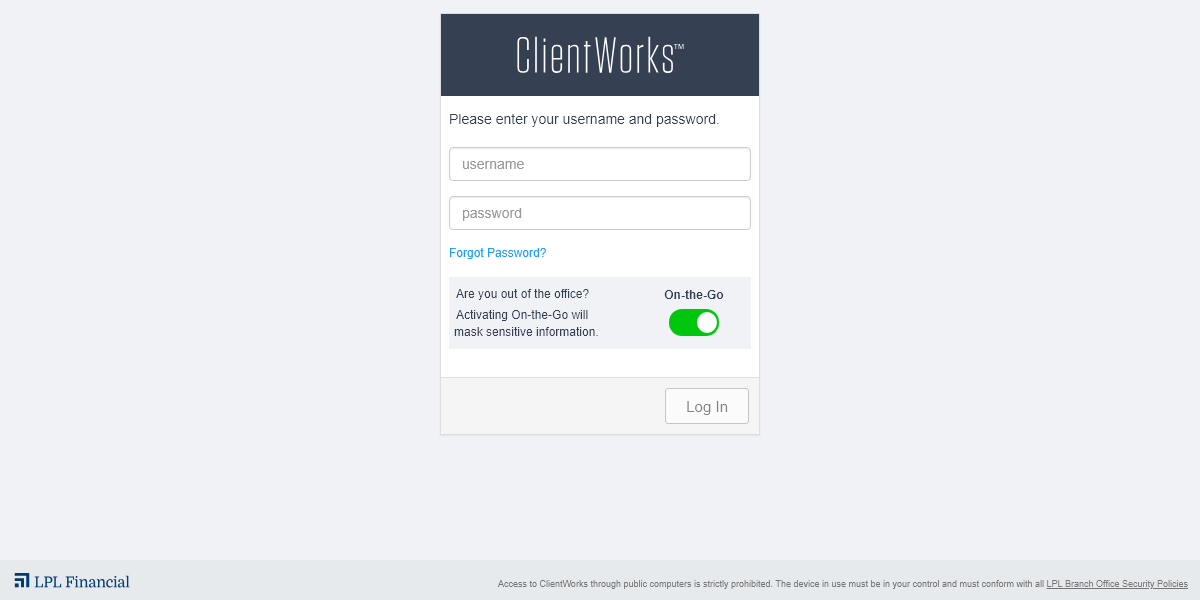 ClientWorks™
Please enter your username and password.
username
password
Forgot Password?
Are you out of the office?
On-the-Go
Activating On-the-Go will
mask sensitive information.
Log In
LPL Financial
Access to ClientWorks through public computers is strictly prohibited. The device in use must be in your control and must conform with all LPL Branch Office Security Policies